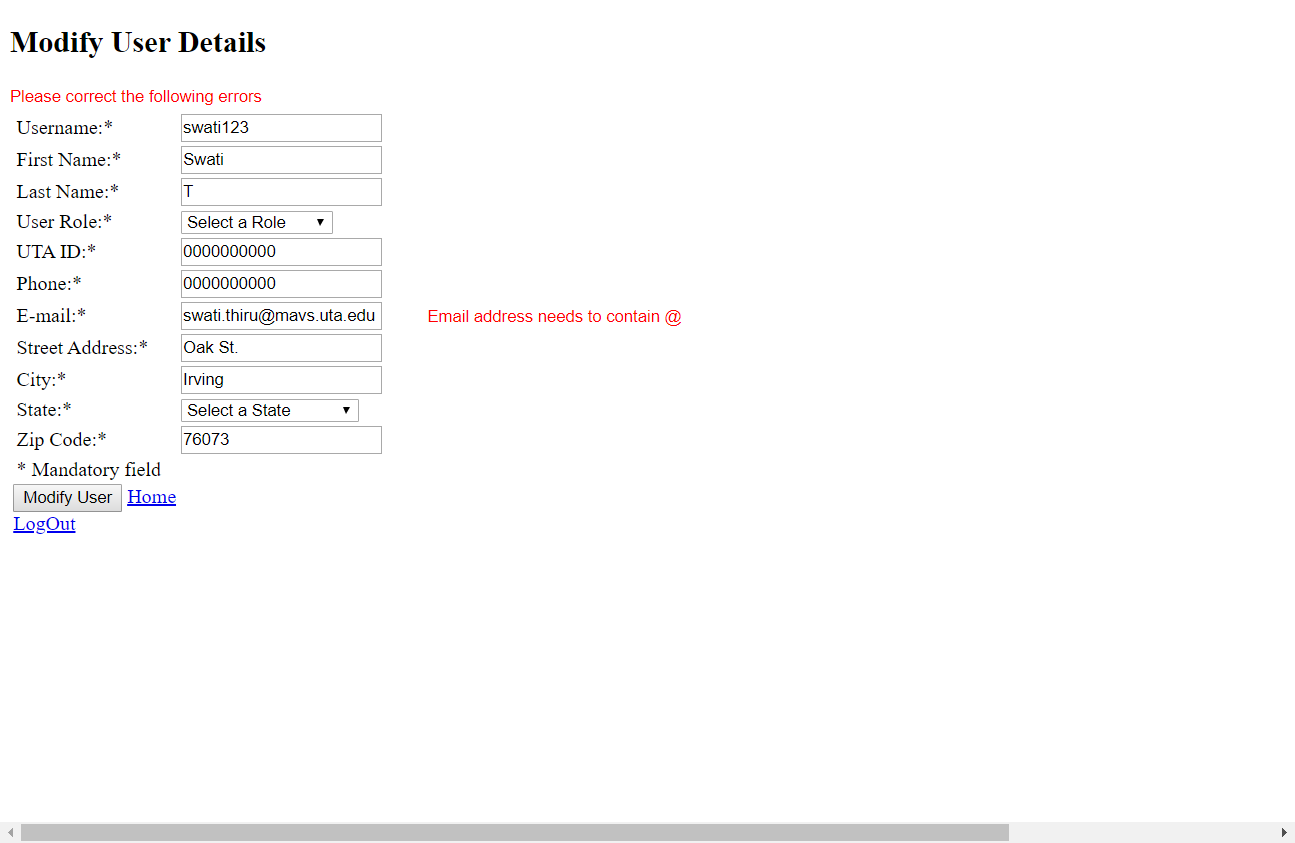 Modify User Details
Please correct the following errors
Username:* swati123
First Name:* Swati
Last Name:* T
User Role:* Select a Role
UTA ID:* 0000000000
Phone:* 0000000000
E-mail:* swati.thiru@mavs.uta.edu Email address needs to contain @
Street Address:* Oak St.
City:* Irving
State:* Select a State
Zip Code:* 76073
* Mandatory field
Modify User Home
LogOut